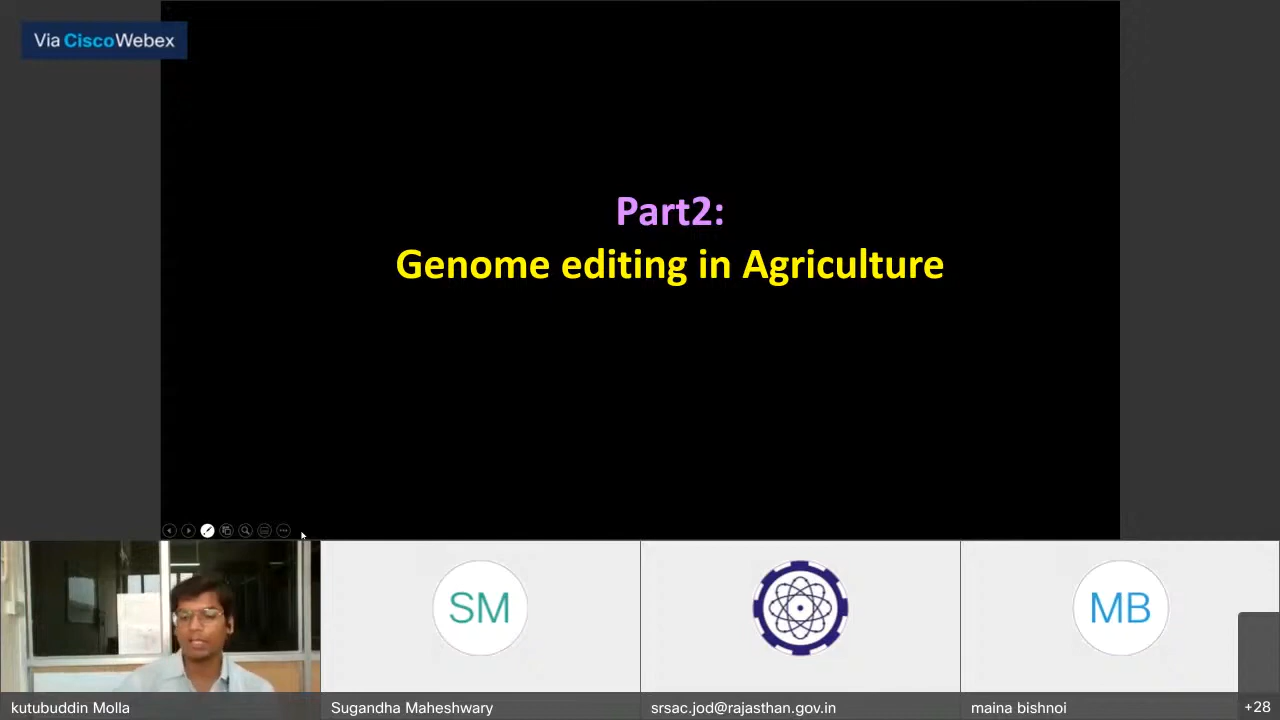 Via CiscoWebex
Part2:
Genome editing in Agriculture
SM
MB
kutubuddin Molla
Sugandha Maheshwary
srsac.jod@rajasthan.gov.in
maina bishnoi
+28